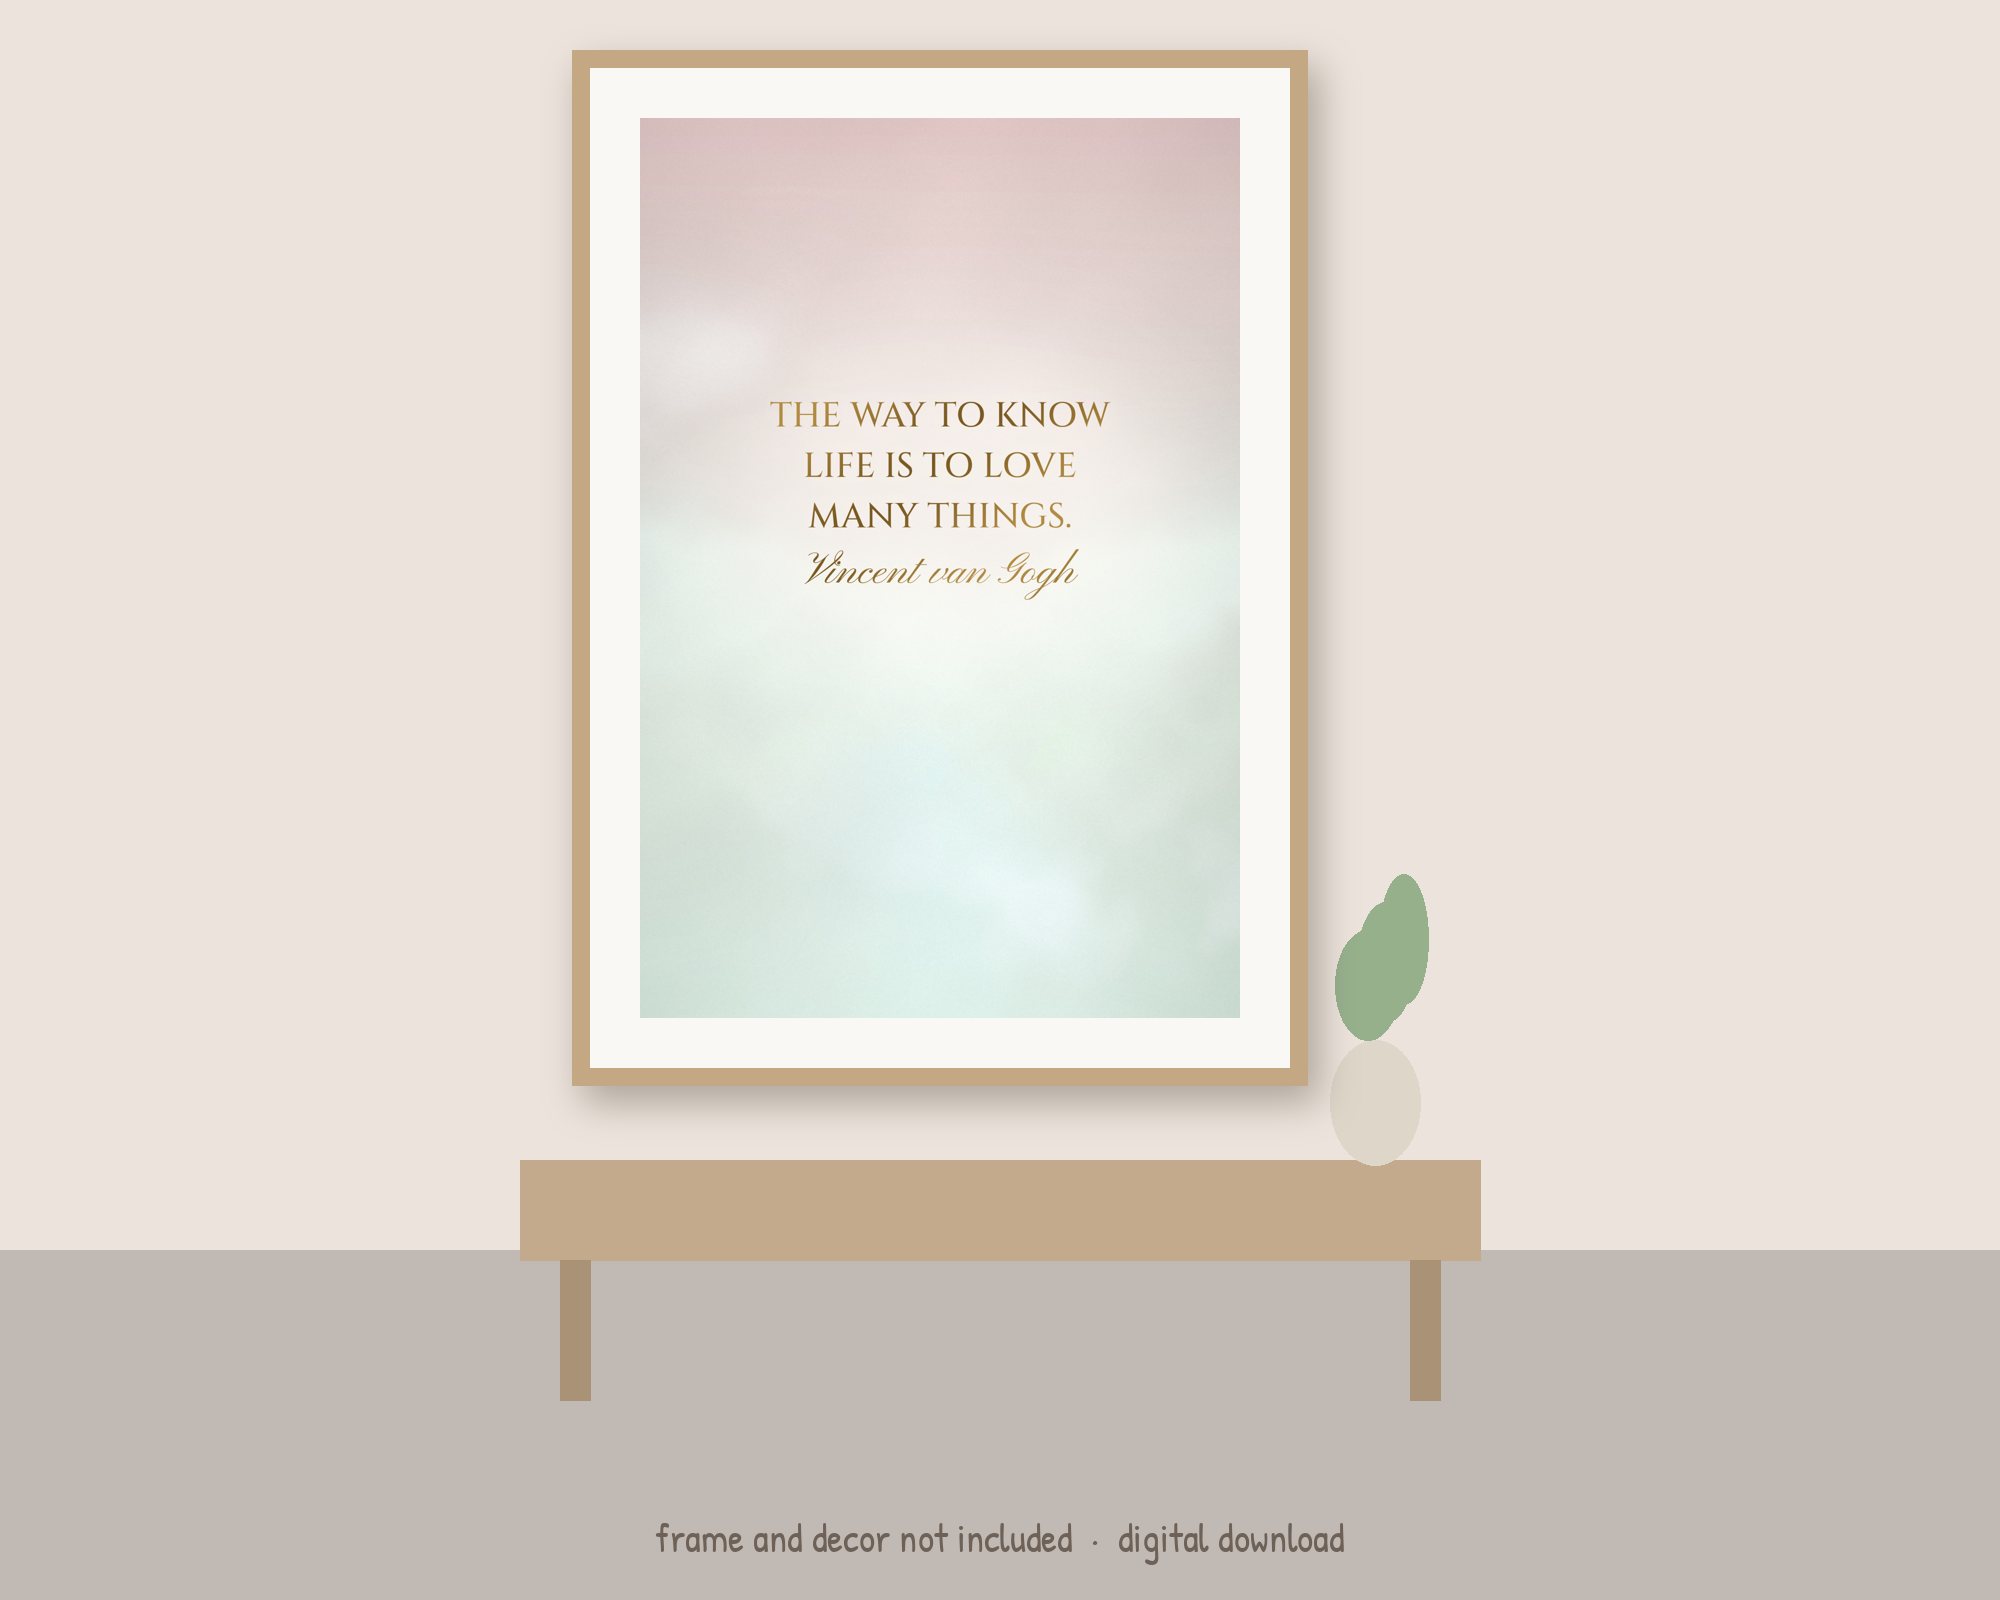 THE WAY TO KNOW
LIFE IS TO LOVE
MANY THINGS.
Vincent van Gogh
frame and decor not included · digital download